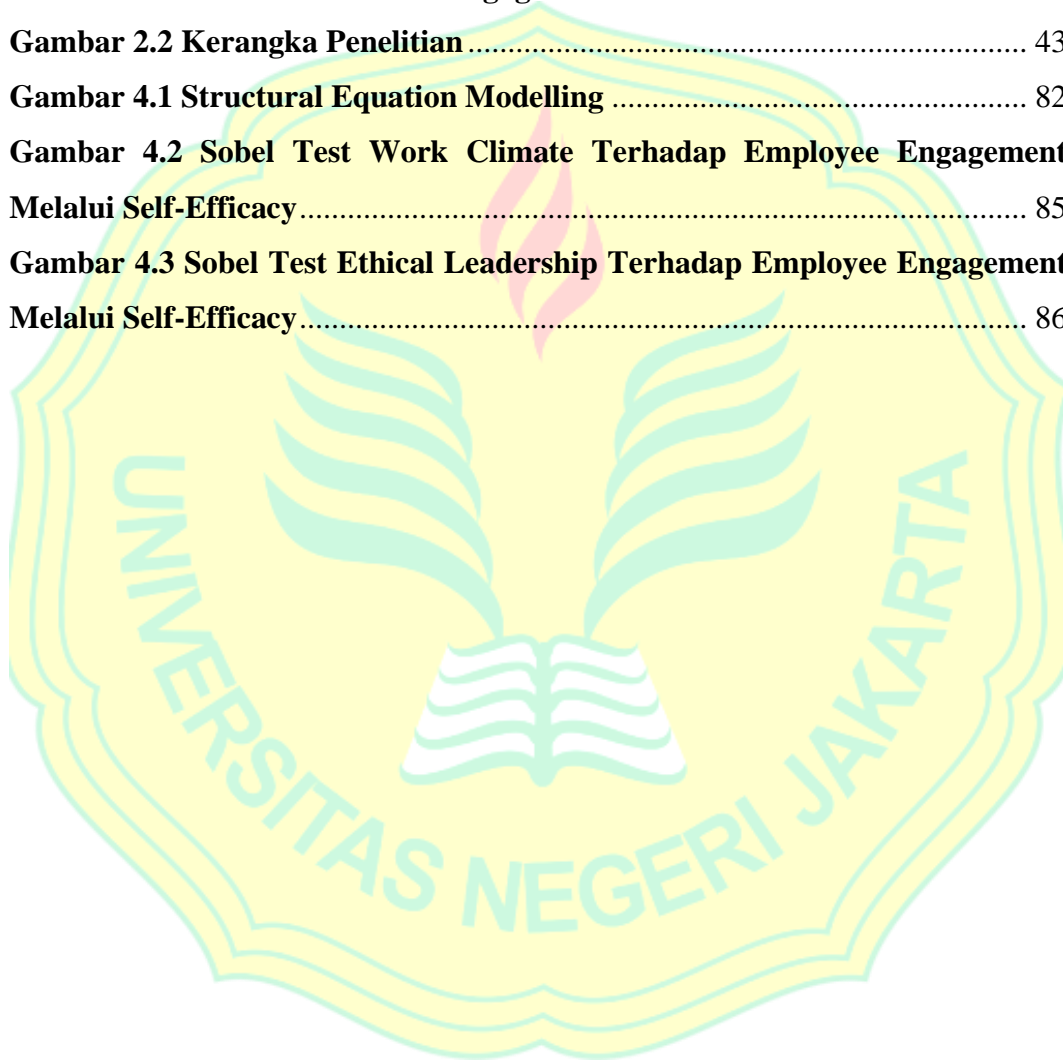 Gambar 2.2 Kerangka Penelitian ........................................ 43
Gambar 4.1 Structural Equation Modelling ........................................ 82
Gambar 4.2 Sobel Test Work Climate Terhadap Employee Engagement
Melalui Self-Efficacy ........................................ 85
Gambar 4.3 Sobel Test Ethical Leadership Terhadap Employee Engagement
Melalui Self-Efficacy ........................................ 86
UNIVERSITAS NEGERI JAKARTA